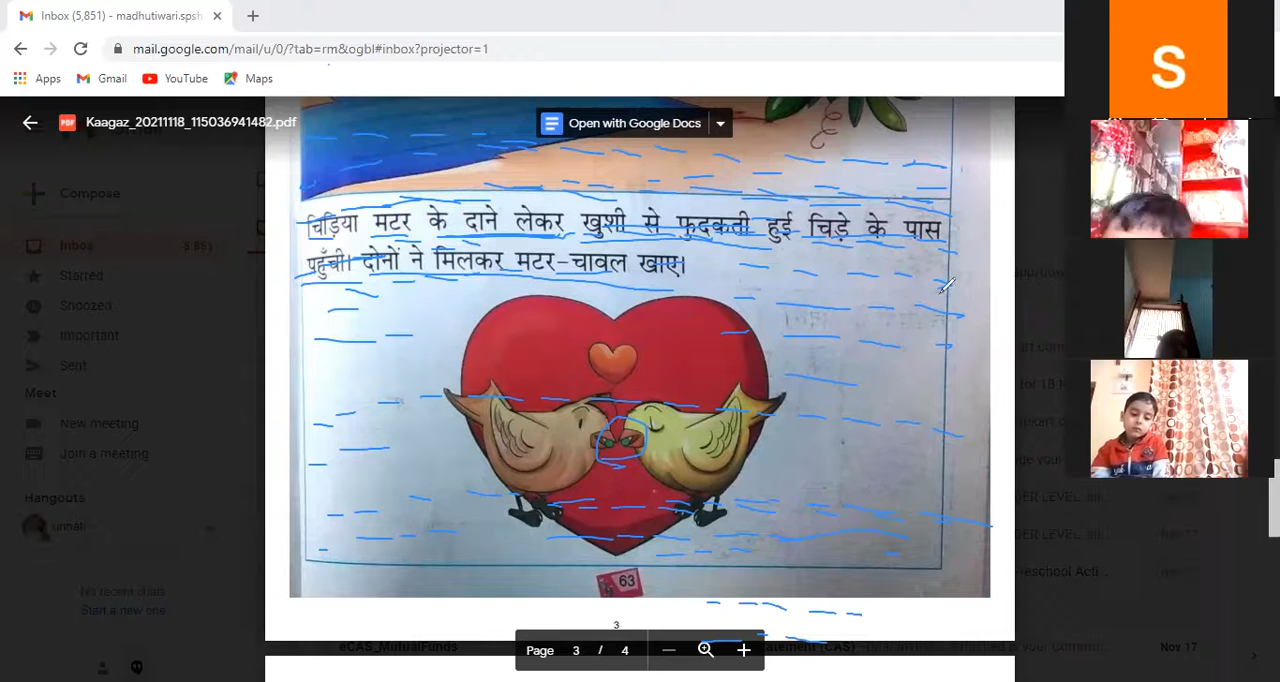 Inbox (5,851) - madhutiwari.spsh
mail.google.com/mail/u/0/?tab=rm&ogbl#inbox?projector=1
Apps Gmail YouTube Maps
Kaagaz_20211118_115036941482.pdf
Open with Google Docs
S
Compose
Inbox 5,851
Starred
Snoozed
Important
Sent
Meet
New meeting
Join a meeting
Hangouts
No recent chats
Start a new one
चिड़िया मटर के दाने लेकर खुशी से फुदकती हुई चिड़े के पास
पहुँची। दोनों ने मिलकर मटर-चावल खाए।
63
3
Page 3 / 4
eCAS_MutualFunds
Nov 17